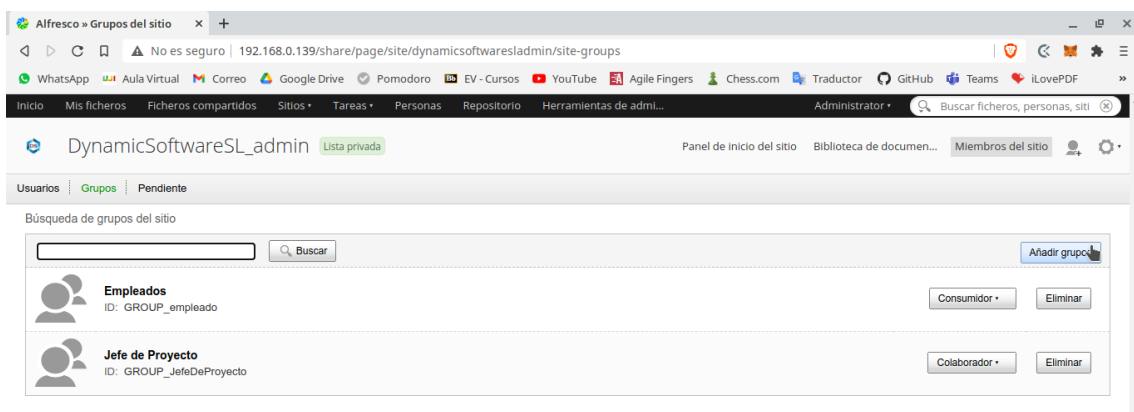 Alfresco » Grupos del sitio
No es seguro | 192.168.0.139/share/page/site/dynamicsoftwaresladmin/site-groups
WhatsApp Aula Virtual Correo Google Drive Pomodoro EV - Cursos YouTube Agile Fingers Chess.com Traductor GitHub Teams iLovePDF »
Inicio Mis ficheros Ficheros compartidos Sitios Tareas Personas Repositorio Herramientas de admi... Administrator Buscar ficheros, personas, siti
DynamicSoftwareSL_admin Lista privada Panel de inicio del sitio Biblioteca de documen... Miembros del sitio
Usuarios Grupos Pendiente
Búsqueda de grupos del sitio
Buscar Añadir grupo
Empleados
ID: GROUP_empleado Consumidor Eliminar
Jefe de Proyecto
ID: GROUP_JefeDeProyecto Colaborador Eliminar